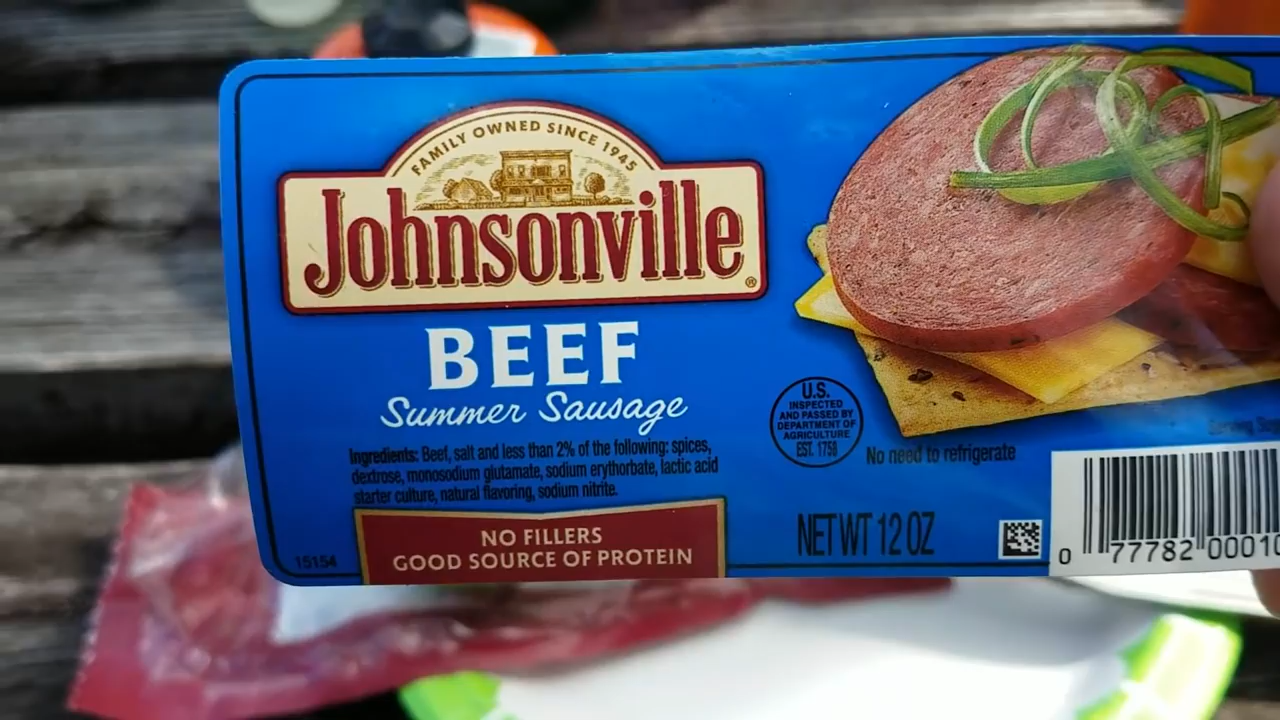 FAMILY OWNED SINCE 1945
Johnsonville®
BEEF
Summer Sausage
Ingredients: Beef, salt and less than 2% of the following: spices,
dextrose, monosodium glutamate, sodium erythorbate, lactic acid
starter culture, natural flavoring, sodium nitrite.
NO FILLERS
GOOD SOURCE OF PROTEIN
15154
U.S.
INSPECTED
AND PASSED BY
DEPARTMENT OF
AGRICULTURE
EST. 1758
No need to refrigerate
NET WT 12 OZ
Serving
0 77782 00010